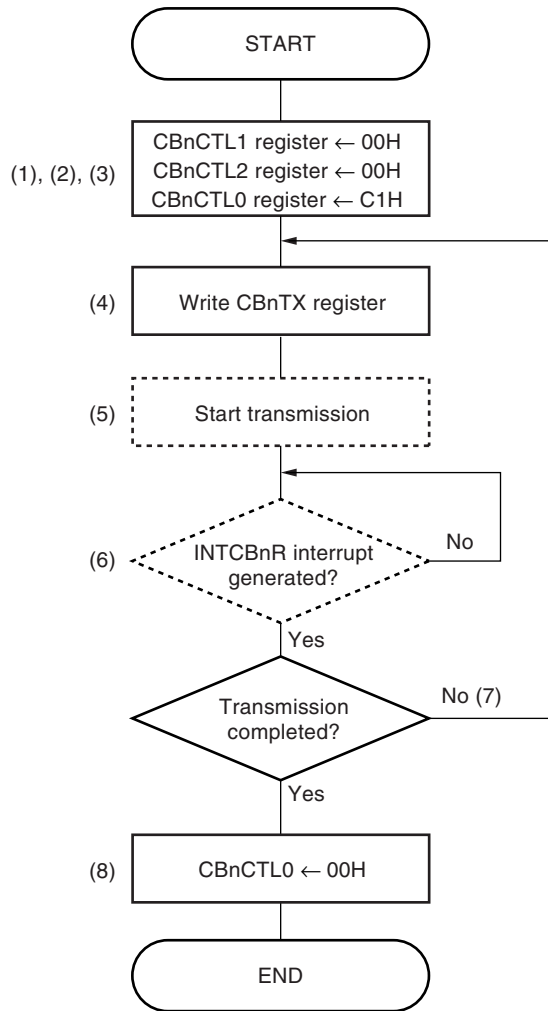 START
(1), (2), (3)
CBnCTL1 register ← 00H
CBnCTL2 register ← 00H
CBnCTL0 register ← C1H
(4)
Write CBnTX register
(5)
Start transmission
(6)
INTCBnR interrupt
generated?
No
Yes
Transmission
completed?
No (7)
Yes
(8)
CBnCTL0 ← 00H
END